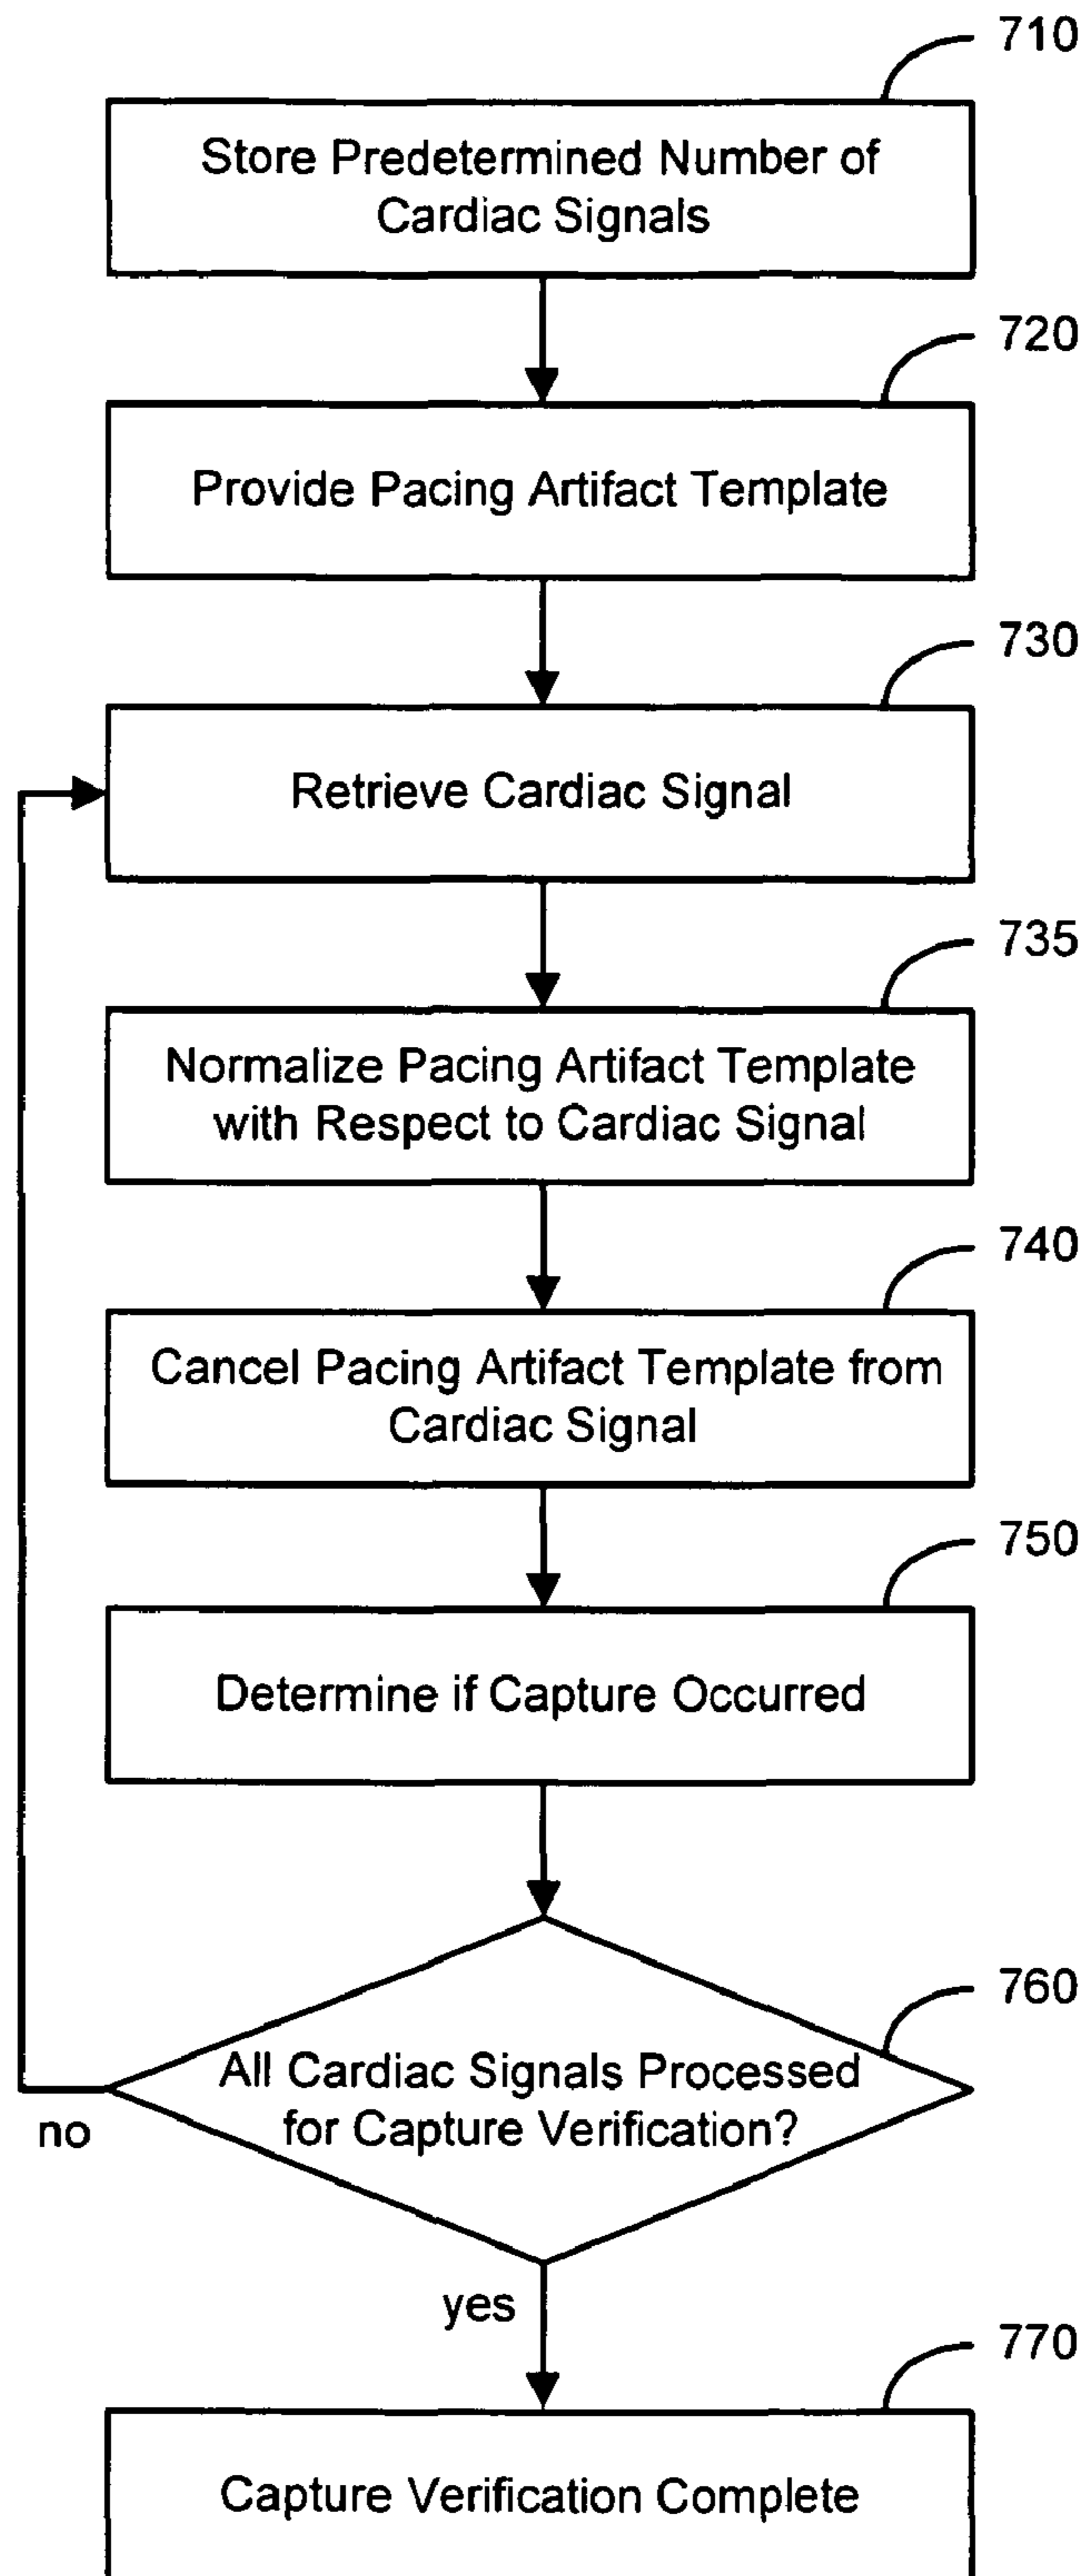 710
Store Predetermined Number of
Cardiac Signals
720
Provide Pacing Artifact Template
730
Retrieve Cardiac Signal
735
Normalize Pacing Artifact Template
with Respect to Cardiac Signal
740
Cancel Pacing Artifact Template from
Cardiac Signal
750
Determine if Capture Occurred
760
All Cardiac Signals Processed
for Capture Verification?
no
yes
770
Capture Verification Complete